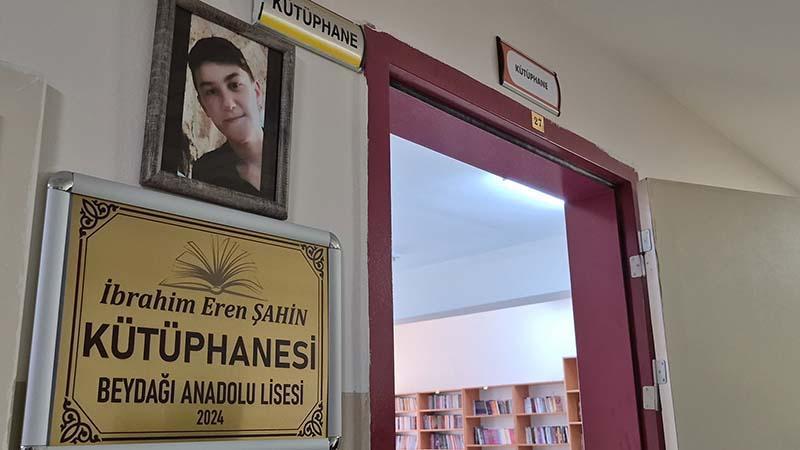 KÜTÜPHANE
KÜTÜPHANE
27
İbrahim Eren ŞAHİN
KÜTÜPHANESİ
BEYDAĞI ANADOLU LİSESİ
2024